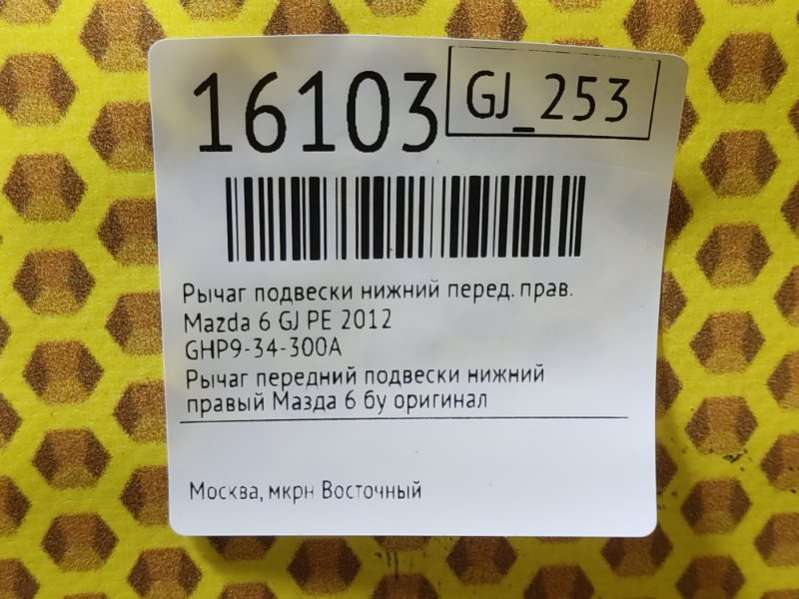 16103
GJ_253
Рычаг подвески нижний перед. прав.
Mazda 6 GJ PE 2012
GHP9-34-300A
Рычаг передний подвески нижний
правый Мазда 6 бу оригинал
Москва, мкрн Восточный